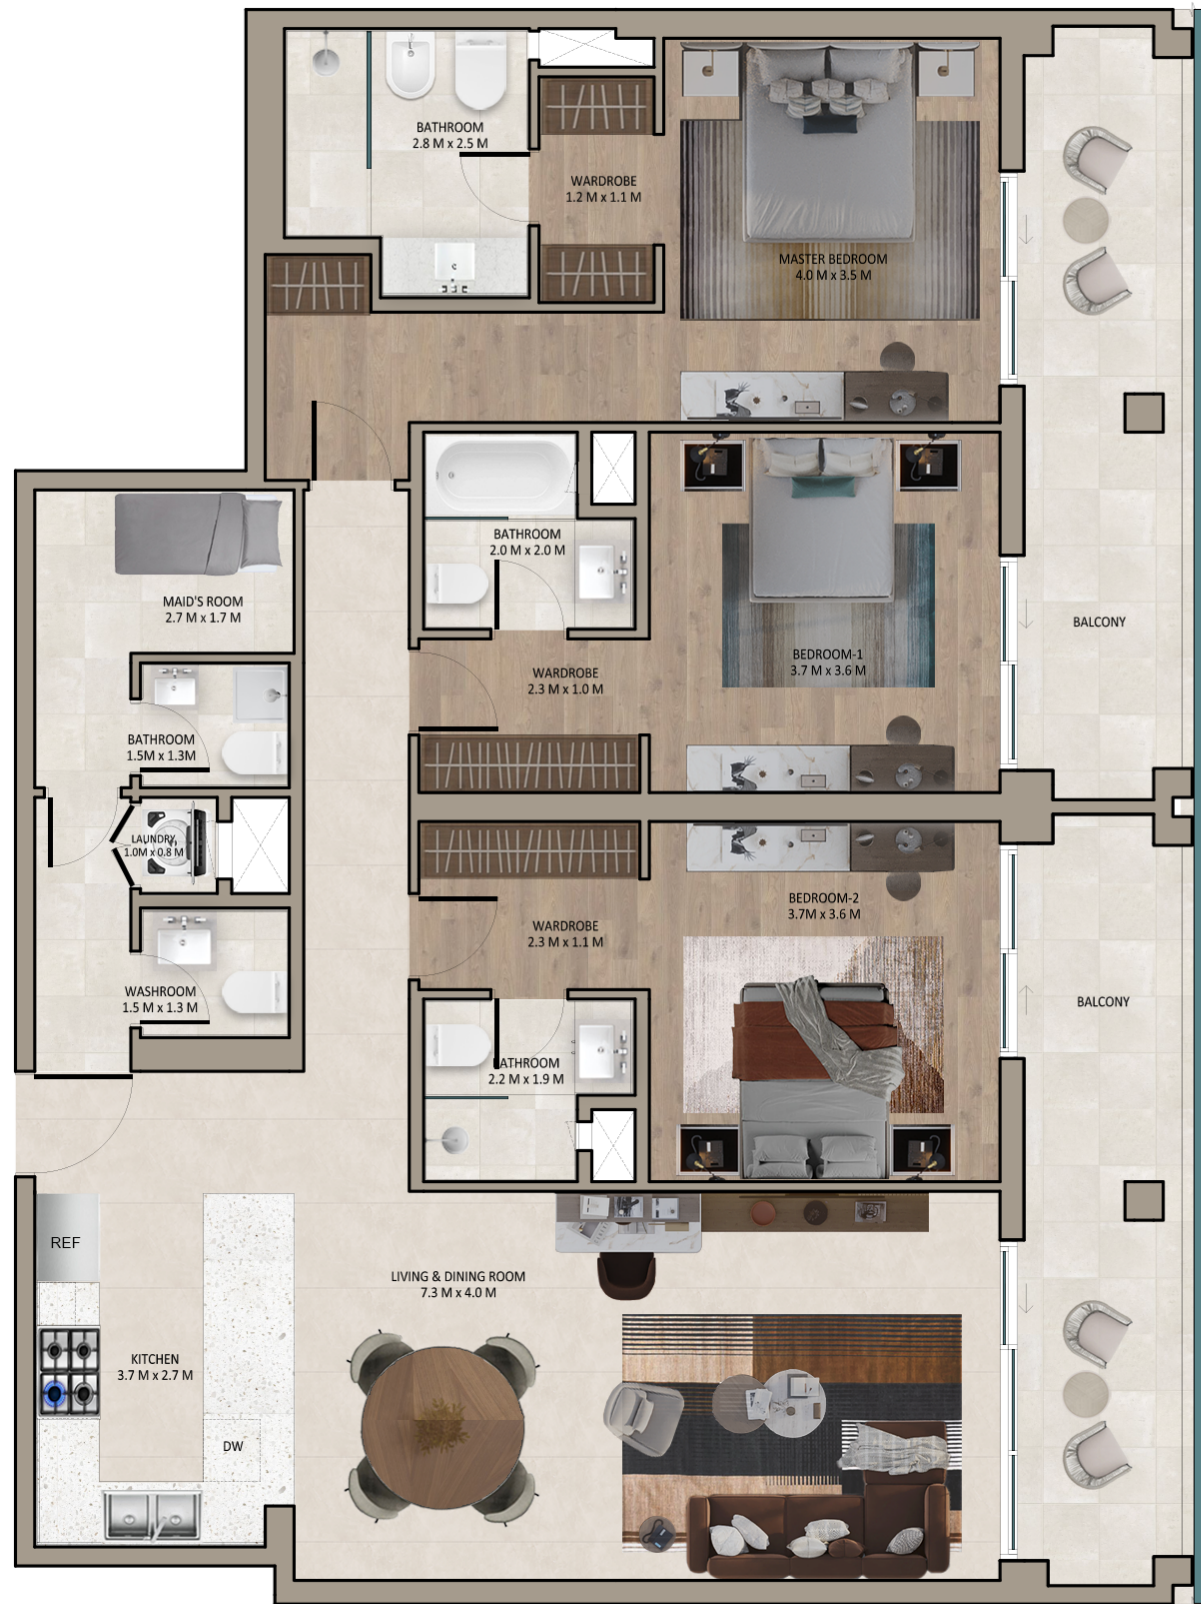 BATHROOM
2.8 M x 2.5 M
WARDROBE
1.2 M x 1.1 M
MASTER BEDROOM
4.0 M x 3.5 M
BATHROOM
2.0 M x 2.0 M
MAID'S ROOM
2.7 M x 1.7 M
BALCONY
BEDROOM-1
3.7 M x 3.6 M
WARDROBE
2.3 M x 1.0 M
BATHROOM
1.5M x 1.3M
LAUNDRY
1.0M x 0.8 M
BEDROOM-2
3.7M x 3.6 M
WARDROBE
2.3 M x 1.1 M
WASHROOM
1.5 M x 1.3 M
BALCONY
BATHROOM
2.2 M x 1.9 M
REF
LIVING & DINING ROOM
7.3 M x 4.0 M
KITCHEN
3.7 M x 2.7 M
DW